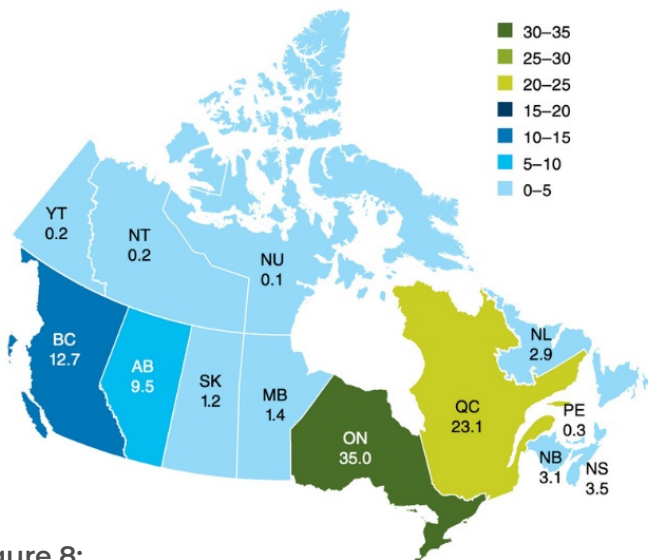 30–35
25–30
20–25
15–20
10–15
5–10
0–5
YT
0.2
NT
0.2
NU
0.1
BC
12.7
AB
9.5
SK
1.2
MB
1.4
ON
35.0
QC
23.1
NL
2.9
PE
0.3
NB
3.1
NS
3.5
gure 8: